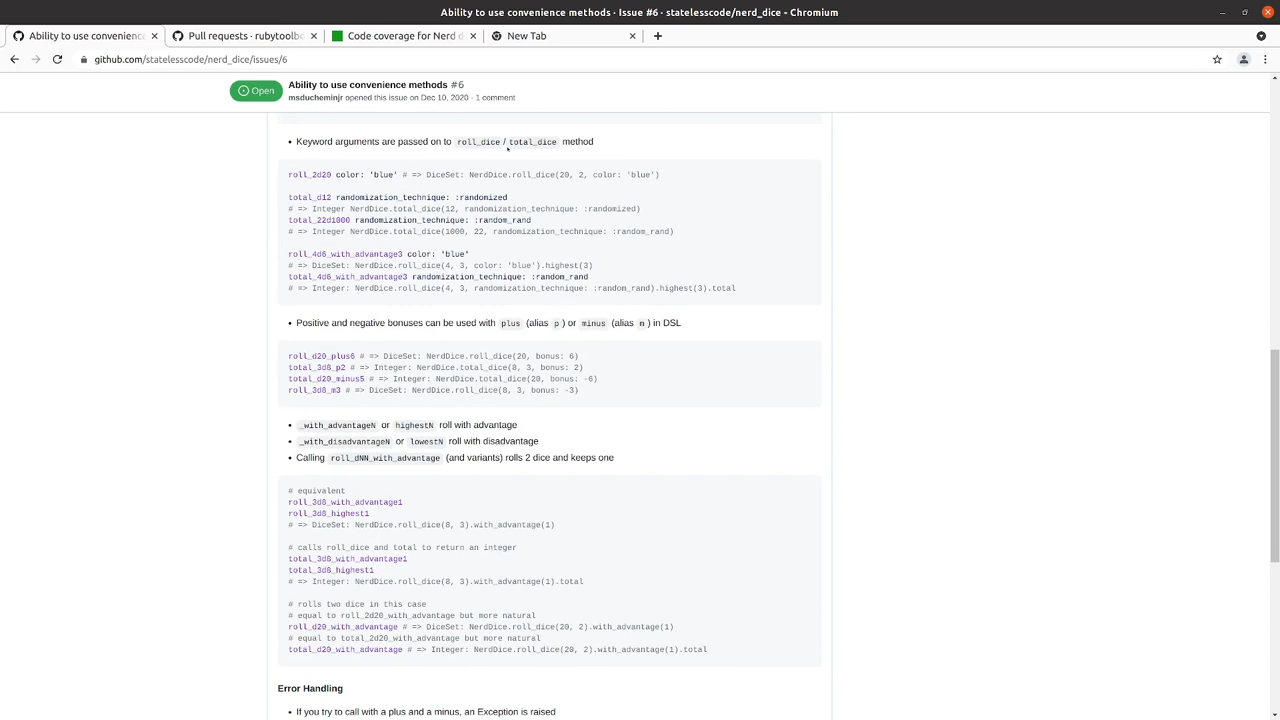 Ability to use convenience methods · Issue #6 · statelesscode/nerd_dice - Chromium
Ability to use convenience
Pull requests · rubytoolb
Code coverage for Nerd d
New Tab
github.com/statelesscode/nerd_dice/issues/6
Open
Ability to use convenience methods #6
msducheminjr opened this issue on Dec 10, 2020 · 1 comment
• Keyword arguments are passed on to roll_dice / total_dice method
roll_2d20 color: 'blue' # => DiceSet: NerdDice.roll_dice(20, 2, color: 'blue')
total_d12 randomization_technique: :randomized
# => Integer NerdDice.total_dice(12, randomization_technique: :randomized)
total_22d1000 randomization_technique: :random_rand
# => Integer NerdDice.total_dice(1000, 22, randomization_technique: :random_rand)
roll_4d6_with_advantage3 color: 'blue'
# => DiceSet: NerdDice.roll_dice(4, 3, color: 'blue').highest(3)
total_4d6_with_advantage3 randomization_technique: :random_rand
# => Integer: NerdDice.roll_dice(4, 3, randomization_technique: :random_rand).highest(3).total
• Positive and negative bonuses can be used with plus (alias p ) or minus (alias m ) in DSL
roll_d20_plus6 # => DiceSet: NerdDice.roll_dice(20, bonus: 6)
total_3d8_p2 # => Integer: NerdDice.total_dice(8, 3, bonus: 2)
total_d20_minus5 # => Integer: NerdDice.total_dice(20, bonus: -6)
roll_3d8_m3 # => DiceSet: NerdDice.roll_dice(8, 3, bonus: -3)
• _with_advantageN or highestN roll with advantage
• _with_disadvantageN or lowestN roll with disadvantage
• Calling roll_dNN_with_advantage (and variants) rolls 2 dice and keeps one
# equivalent
roll_3d8_with_advantage1
roll_3d8_highest1
# => DiceSet: NerdDice.roll_dice(8, 3).with_advantage(1)
# calls roll_dice and total to return an integer
total_3d8_with_advantage1
total_3d8_highest1
# => Integer: NerdDice.roll_dice(8, 3).with_advantage(1).total
# rolls two dice in this case
# equal to roll_2d20_with_advantage but more natural
roll_d20_with_advantage # => DiceSet: NerdDice.roll_dice(20, 2).with_advantage(1)
# equal to total_2d20_with_advantage but more natural
total_d20_with_advantage # => Integer: NerdDice.roll_dice(20, 2).with_advantage(1).total
Error Handling
• If you try to call with a plus and a minus, an Exception is raised